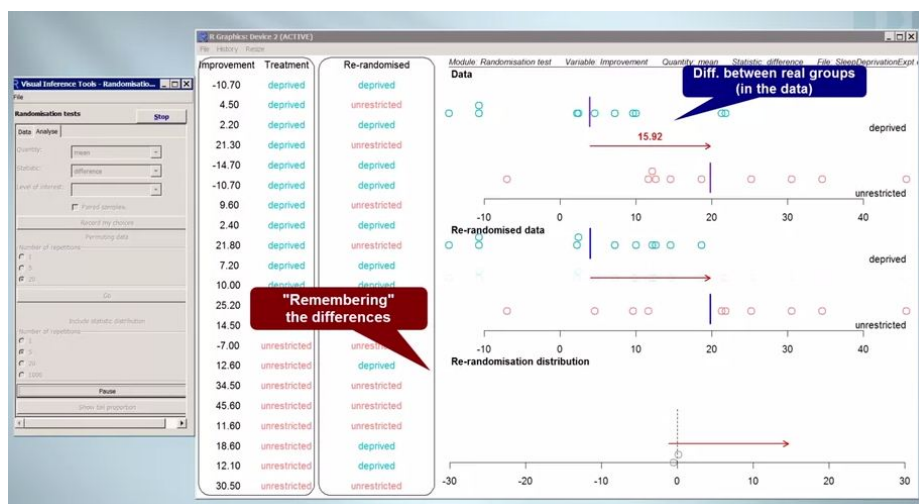 R Graphics: Device 2 (ACTIVE)
File History Resize
Improvement Treatment Re-randomised
-10.70 deprived deprived
4.50 deprived unrestricted
2.20 deprived deprived
21.30 deprived unrestricted
-14.70 deprived deprived
-10.70 deprived deprived
9.60 deprived unrestricted
2.40 deprived deprived
21.80 deprived unrestricted
7.20 deprived deprived
10.00 deprived deprived
25.20
14.50
-7.00 unrestricted
12.60 unrestricted deprived
34.50 unrestricted unrestricted
45.60 unrestricted unrestricted
11.60 unrestricted unrestricted
18.60 unrestricted deprived
12.10 unrestricted deprived
30.50 unrestricted unrestricted
"Remembering"
the differences
Visual Inference Tools - Randomisatio...
File
Randomisation tests
Stop
Data Analyse
Quantity: mean
Statistic: difference
Level of interest:
Paired samples
Record my choices
Permuting data
Number of repetitions
1
5
20
Go
Include statistic distribution
Number of repetitions
1
5
20
1000
Pause
Show tail proportion
Module: Randomisation test Variable: Improvement Quantity: mean Statistic: difference File: SleepDeprivationExpt
Data
Diff. between real groups
(in the data)
deprived
15.92
unrestricted
-10 0 10 20 30 40
Re-randomised data
deprived
unrestricted
-10 0 10 20 30 40
Re-randomisation distribution
-30 -20 -10 0 10 20 30